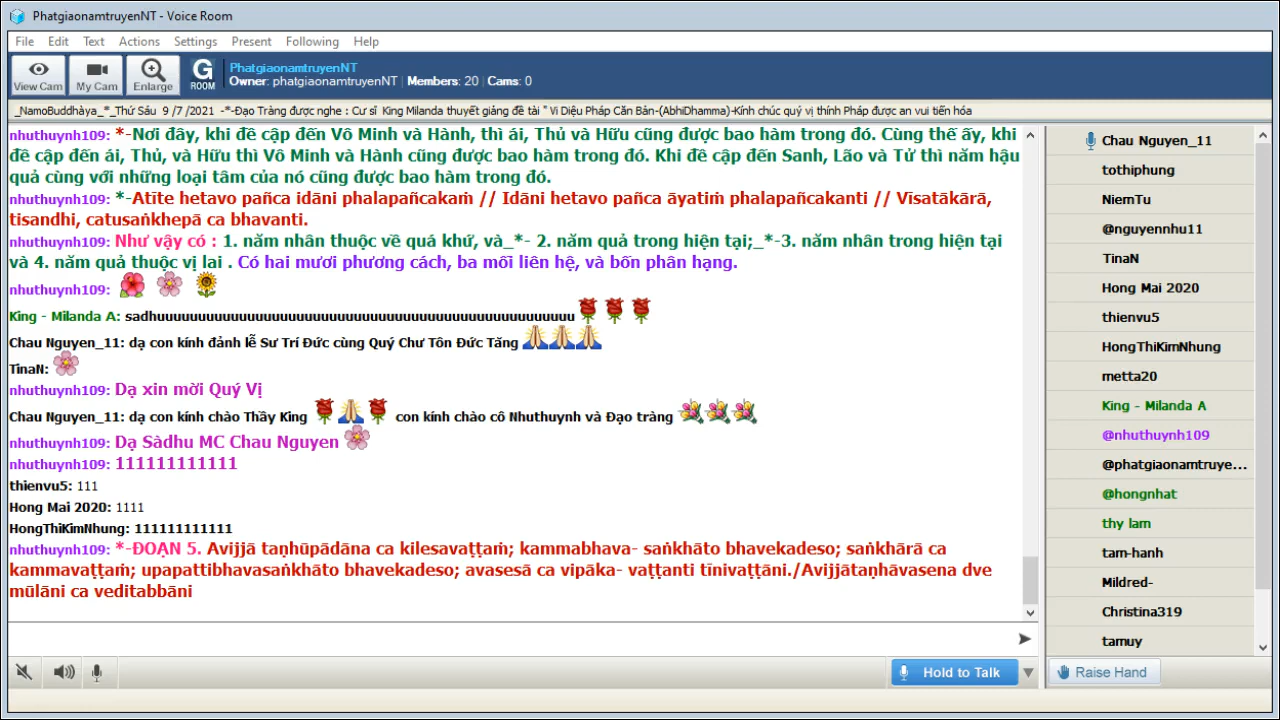 PhatgiaonamtruyenNT - Voice Room
File Edit Text Actions Settings Present Following Help
View Cam My Cam Enlarge G ROOM
PhatgiaonamtruyenNT
Owner: phatgiaonamtruyenNT | Members: 20 | Cams: 0
_NamoBuddhàya_*_Thứ Sáu 9 /7 /2021 -*-Đạo Tràng được nghe : Cư sĩ King Milanda thuyết giảng đề tài " Vi Diệu Pháp Căn Bản-(AbhiDhamma)-Kính chúc quý vị thính Pháp được an vui tiến hóa
nhuthuynh109: *-Nơi đây, khi đề cập đến Vô Minh và Hành, thì ái, Thủ và Hữu cũng được bao hàm trong đó. Cùng thế ấy, khi
đề cập đến ái, Thủ, và Hữu thì Vô Minh và Hành cũng được bao hàm trong đó. Khi đề cập đến Sanh, Lão và Tử thì năm hậu
quả cùng với những loại tâm của nó cũng được bao hàm trong đó.
nhuthuynh109: *-Atīte hetavo pañca idāni phalapañcakaṁ // Idāni hetavo pañca āyatiṁ phalapañcakanti // Vīsatākārā,
tisandhi, catusaṅkhepā ca bhavanti.
nhuthuynh109: Như vậy có : 1. năm nhân thuộc về quá khứ, và_*- 2. năm quả trong hiện tại;_*-3. năm nhân trong hiện tại
và 4. năm quả thuộc vị lai . Có hai mươi phương cách, ba mối liên hệ, và bốn phân hạng.
nhuthuynh109:
King - Milanda A: sadhuuuuuuuuuuuuuuuuuuuuuuuuuuuuuuuuuuuuuuuuuuuuuuuuuuuu
Chau Nguyen_11: dạ con kính đảnh lễ Sư Trí Đức cùng Quý Chư Tôn Đức Tăng
TinaN:
nhuthuynh109: Dạ xin mời Quý Vị
Chau Nguyen_11: dạ con kính chào Thầy King con kính chào cô Nhuthuynh và Đạo tràng
nhuthuynh109: Dạ Sàdhu MC Chau Nguyen
nhuthuynh109: 111111111111
thienvu5: 111
Hong Mai 2020: 1111
HongThiKimNhung: 111111111111
nhuthuynh109: *-ĐOẠN 5. Avijjā taṇhūpādāna ca kilesavaṭṭaṁ; kammabhava- saṅkhāto bhavekadeso; saṅkhārā ca
kammavaṭṭaṁ; upapattibhavasaṅkhāto bhavekadeso; avasesā ca vipāka- vaṭṭanti tīnivaṭṭāni./Avijjātaṇhāvasena dve
mūlāni ca veditabbāni
Hold to Talk
Chau Nguyen_11
tothiphung
NiemTu
@nguyennhu11
TinaN
Hong Mai 2020
thienvu5
HongThiKimNhung
metta20
King - Milanda A
@nhuthuynh109
@phatgiaonamtruye...
@hongnhat
thy lam
tam-hanh
Mildred-
Christina319
tamuy
Raise Hand